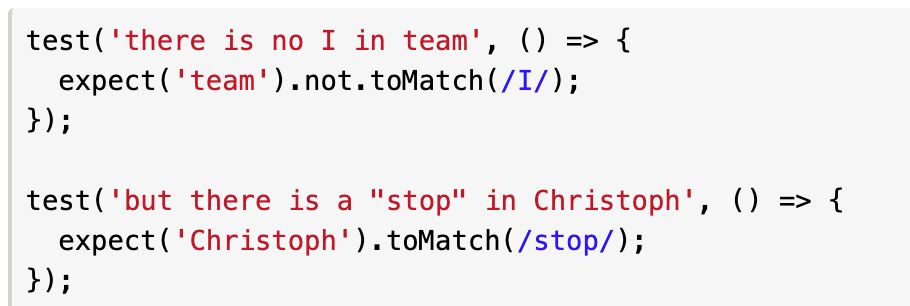 test('there is no I in team', () => {
  expect('team').not.toMatch(/I/);
});

test('but there is a "stop" in Christoph', () => {
  expect('Christoph').toMatch(/stop/);
});